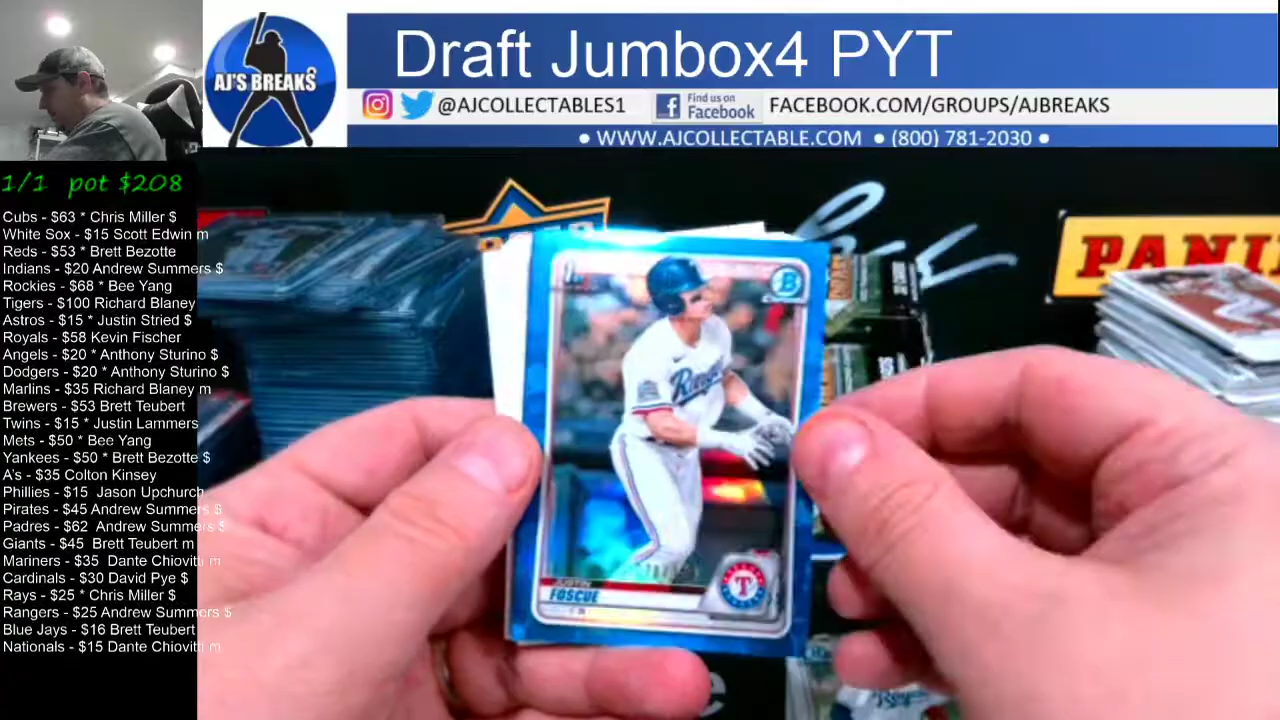 AJ'S BREAKS
Draft Jumbox4 PYT
@AJCOLLECTABLES1
Find us on
Facebook
FACEBOOK.COM/GROUPS/AJBREAKS
• WWW.AJCOLLECTABLE.COM • (800) 781-2030 •
1/1 pot $208
Cubs - $63 * Chris Miller $
White Sox - $15 Scott Edwin m
Reds - $53 * Brett Bezotte
Indians - $20 Andrew Summers $
Rockies - $68 * Bee Yang
Tigers - $100 Richard Blaney
Astros - $15 * Justin Stried $
Royals - $58 Kevin Fischer
Angels - $20 * Anthony Sturino $
Dodgers - $20 * Anthony Sturino $
Marlins - $35 Richard Blaney m
Brewers - $53 Brett Teubert
Twins - $15 * Justin Lammers
Mets - $50 * Bee Yang
Yankees - $50 * Brett Bezotte $
A's - $35 Colton Kinsey
Phillies - $15 Jason Upchurch
Pirates - $45 Andrew Summers $
Padres - $62 Andrew Summers $
Giants - $45 Brett Teubert m
Mariners - $35 Dante Chiovitti m
Cardinals - $30 David Pye $
Rays - $25 * Chris Miller $
Rangers - $25 Andrew Summers $
Blue Jays - $16 Brett Teubert
Nationals - $15 Dante Chiovitti m
PANINI
B
Rangers
T
JUSTIN
FOSCUE
Royals